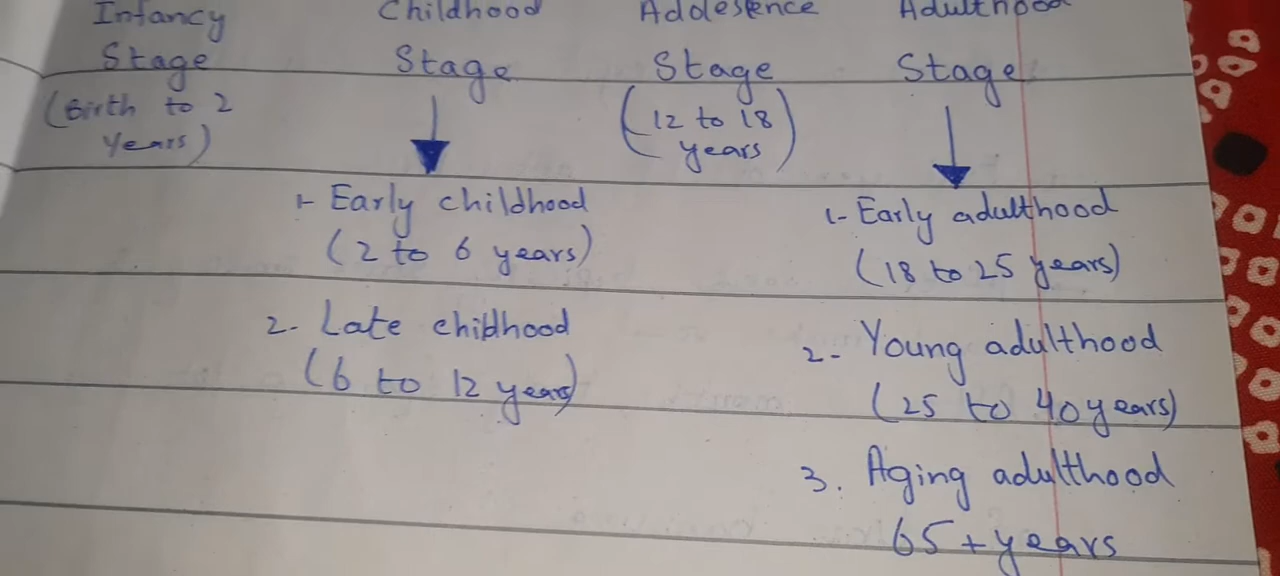 Infancy Childhood Addlesence Adulthood
Stage Stage Stage Stage
(Birth to 2 years)
(12 to 18 years)
1- Early childhood
(2 to 6 years)
2- Late childhood
(6 to 12 years)
1- Early adulthood
(18 to 25 years)
2- Young adulthood
(25 to 40 years)
3. Aging adulthood
65+ years